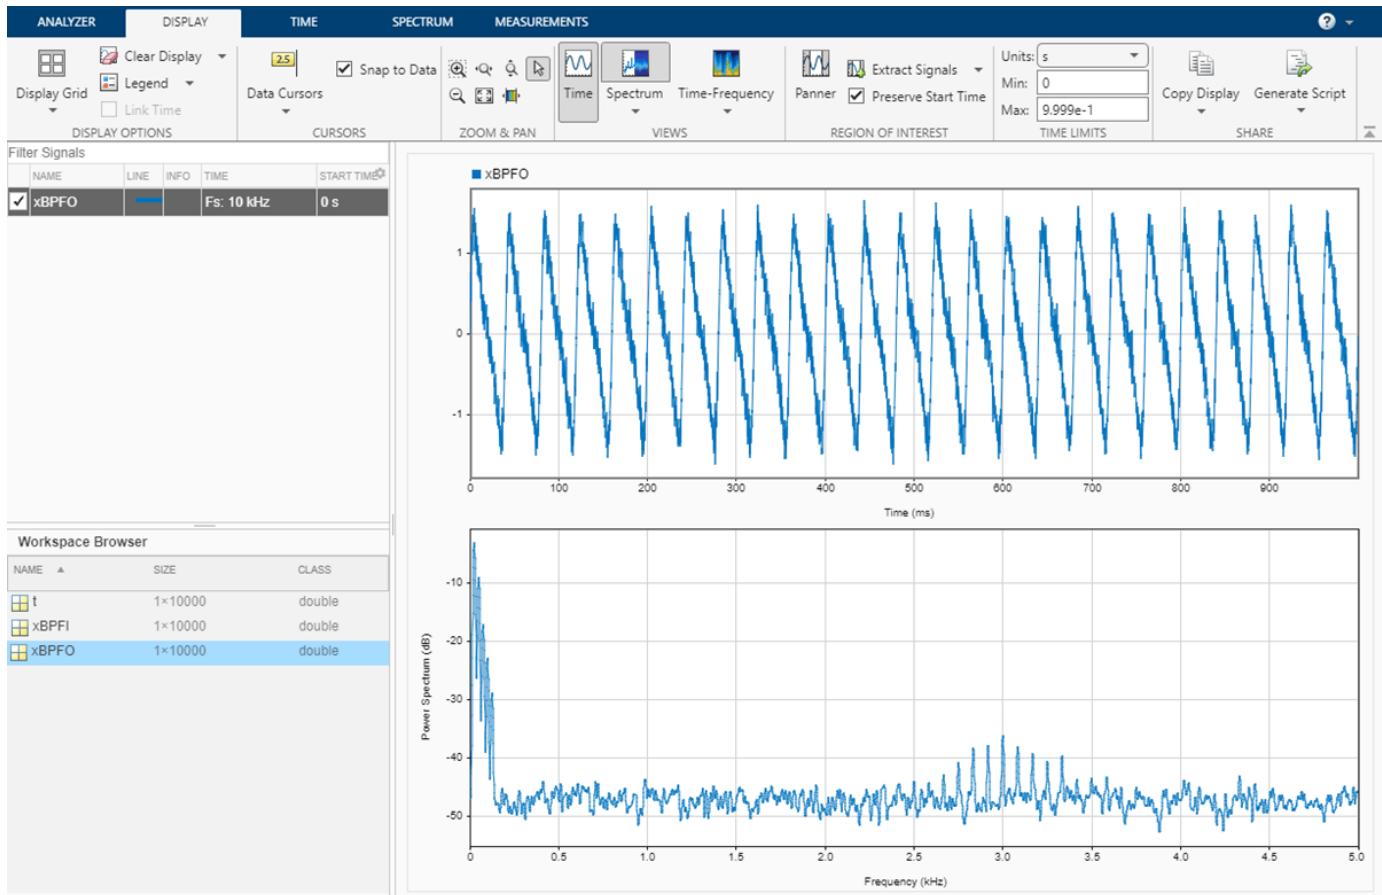 ANALYZER DISPLAY TIME SPECTRUM MEASUREMENTS ?
Display Grid
Clear Display
Legend
Link Time
DISPLAY OPTIONS
2.5
Data Cursors
Snap to Data
CURSORS
ZOOM & PAN
Time
Spectrum
Time-Frequency
VIEWS
Panner
Extract Signals
Preserve Start Time
REGION OF INTEREST
Units: s
Min: 0
Max: 9.999e-1
TIME LIMITS
Copy Display
Generate Script
SHARE
Filter Signals
NAME LINE INFO TIME START TIME
xBPFO Fs: 10 kHz 0 s
Workspace Browser
NAME SIZE CLASS
t 1×10000 double
xBPFI 1×10000 double
xBPFO 1×10000 double
xBPFO
1
0
-1
0 100 200 300 400 500 600 700 800 900
Time (ms)
Power Spectrum (dB)
-10
-20
-30
-40
-50
0 0.5 1.0 1.5 2.0 2.5 3.0 3.5 4.0 4.5 5.0
Frequency (kHz)